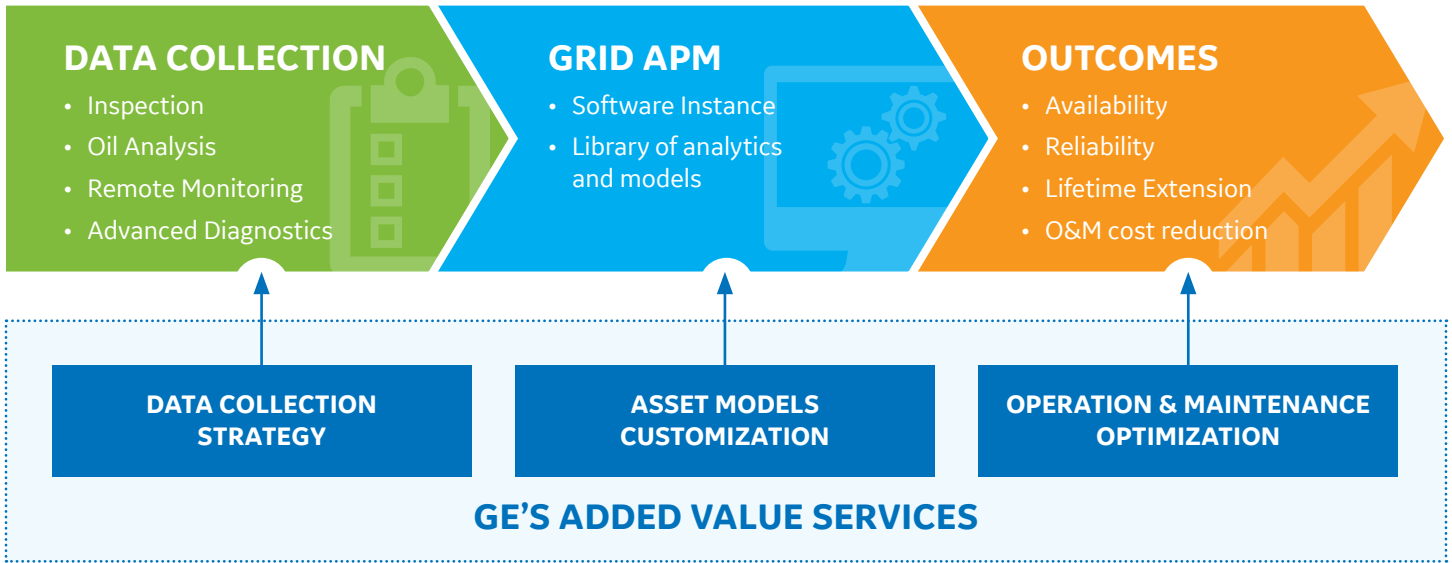 DATA COLLECTION
• Inspection
• Oil Analysis
• Remote Monitoring
• Advanced Diagnostics
GRID APM
• Software Instance
• Library of analytics
and models
OUTCOMES
• Availability
• Reliability
• Lifetime Extension
• O&M cost reduction
DATA COLLECTION
STRATEGY
ASSET MODELS
CUSTOMIZATION
OPERATION & MAINTENANCE
OPTIMIZATION
GE’S ADDED VALUE SERVICES